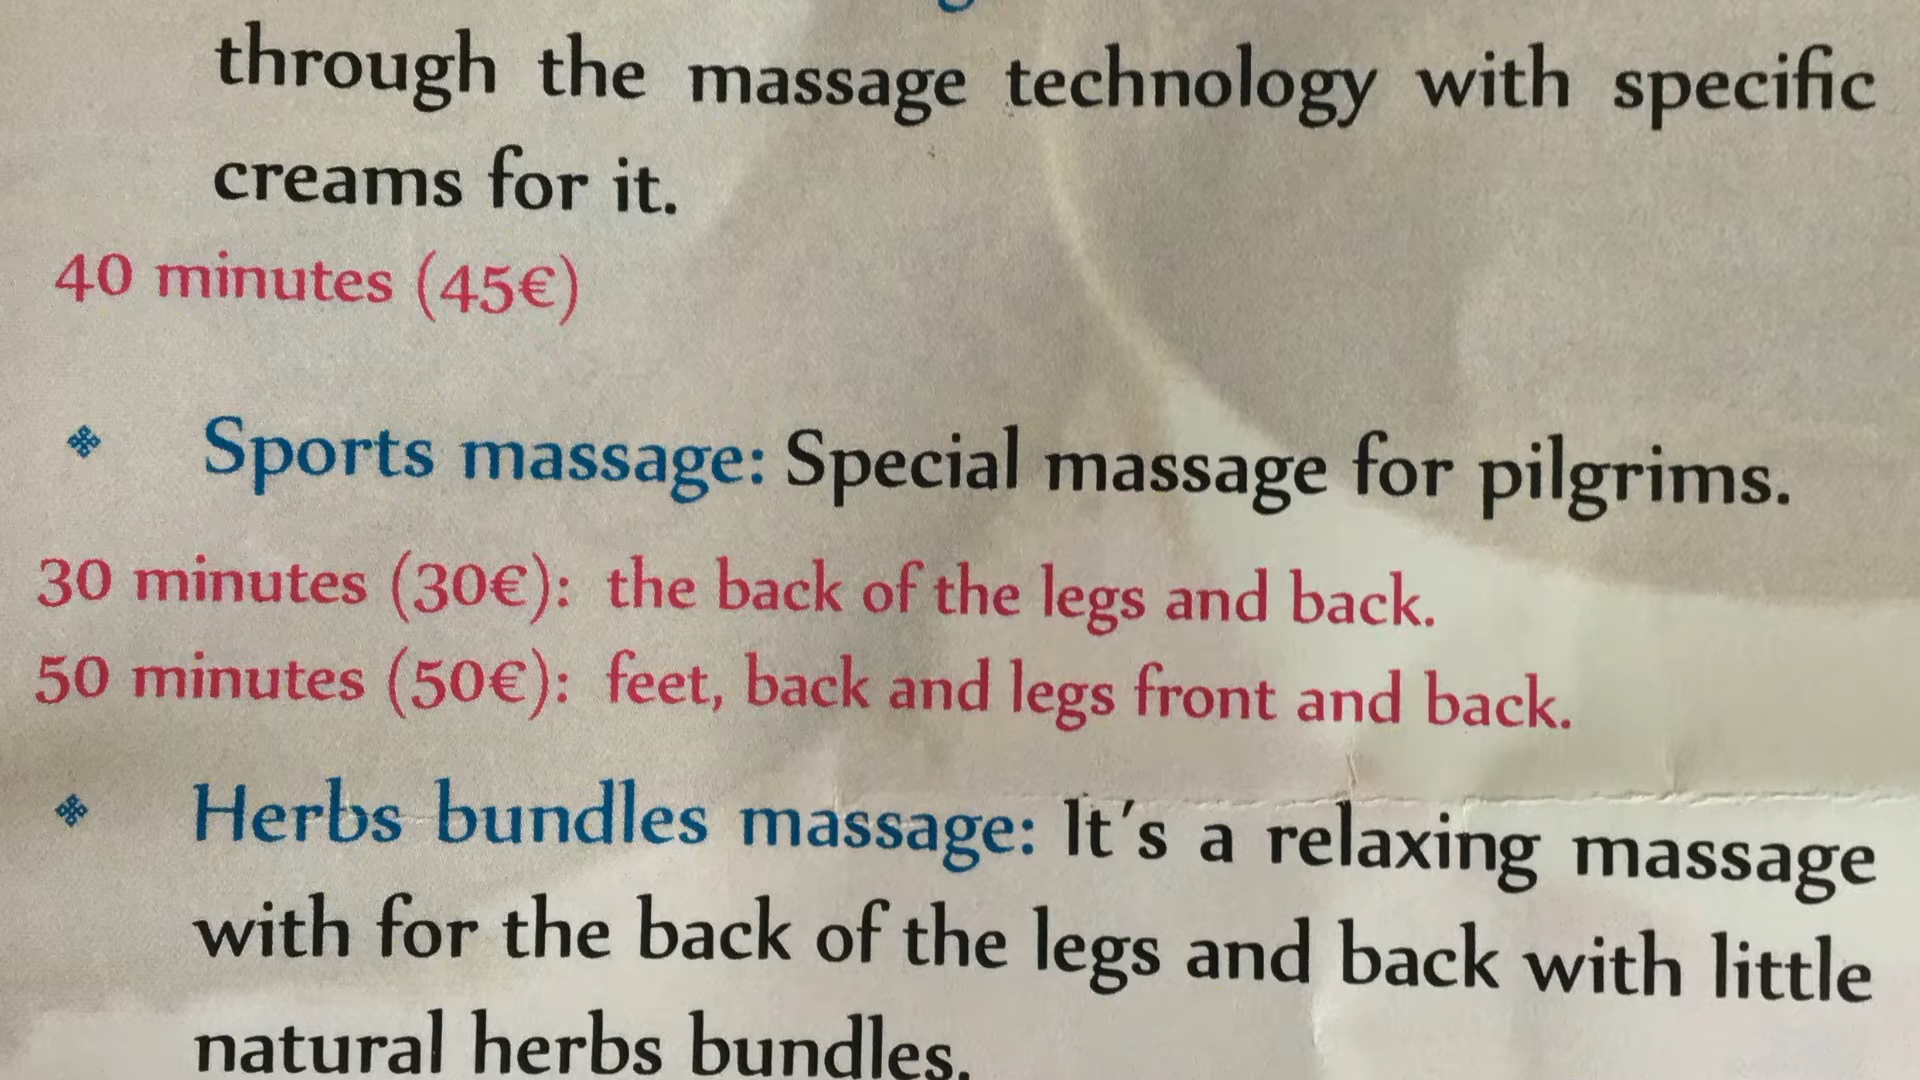 through the massage technology with specific
creams for it.
40 minutes (45€)
Sports massage: Special massage for pilgrims.
30 minutes (30€): the back of the legs and back.
50 minutes (50€): feet, back and legs front and back.
Herbs bundles massage: It's a relaxing massage
with for the back of the legs and back with little
natural herbs bundles.